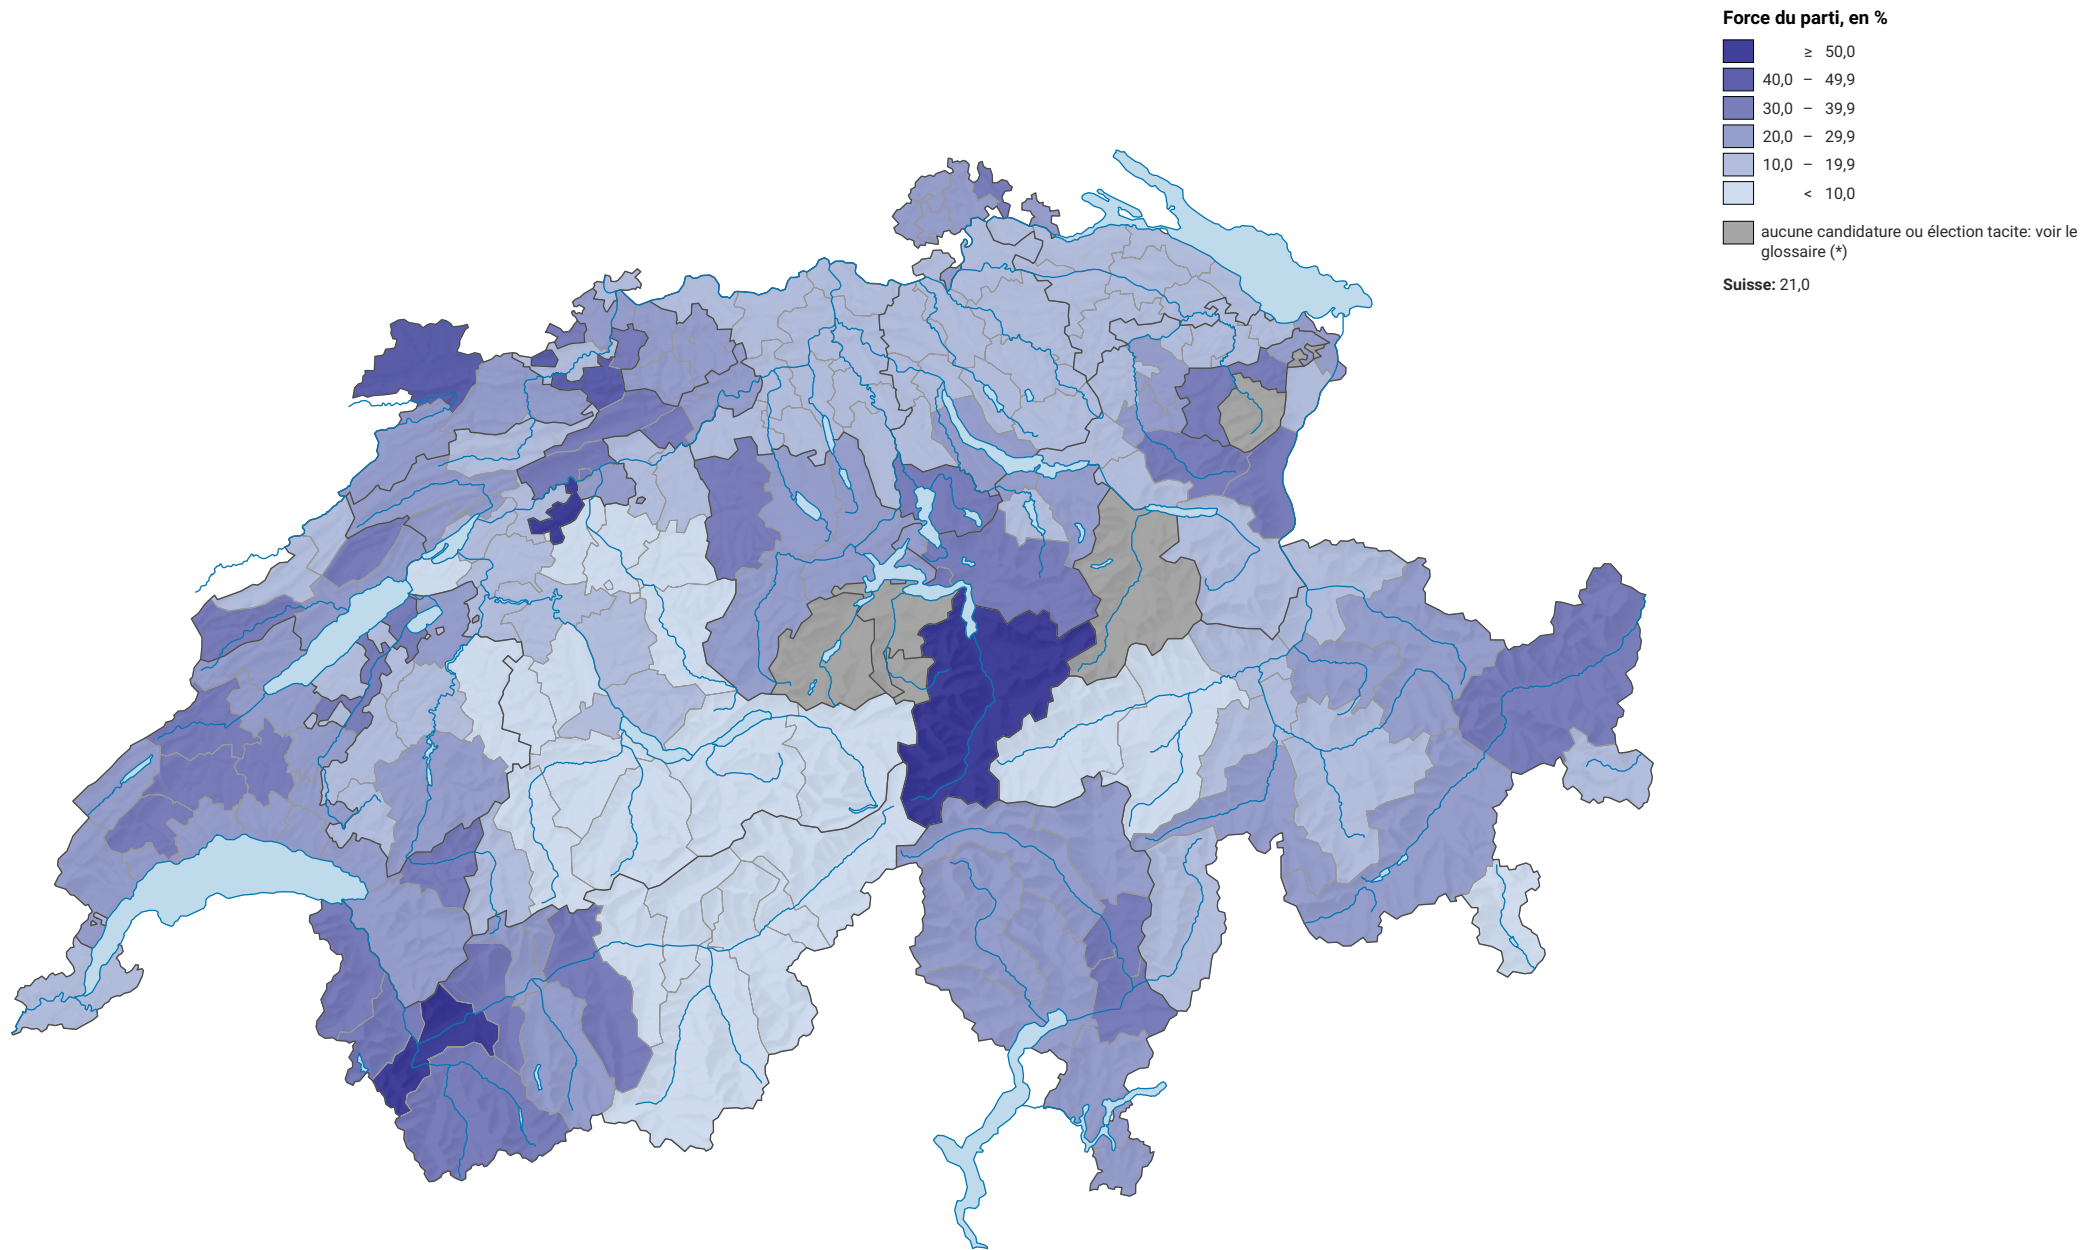 Force du parti, en %
≥ 50,0
40,0 – 49,9
30,0 – 39,9
20,0 – 29,9
10,0 – 19,9
< 10,0
aucune candidature ou élection tacite: voir le
glossaire (*)
Suisse: 21,0